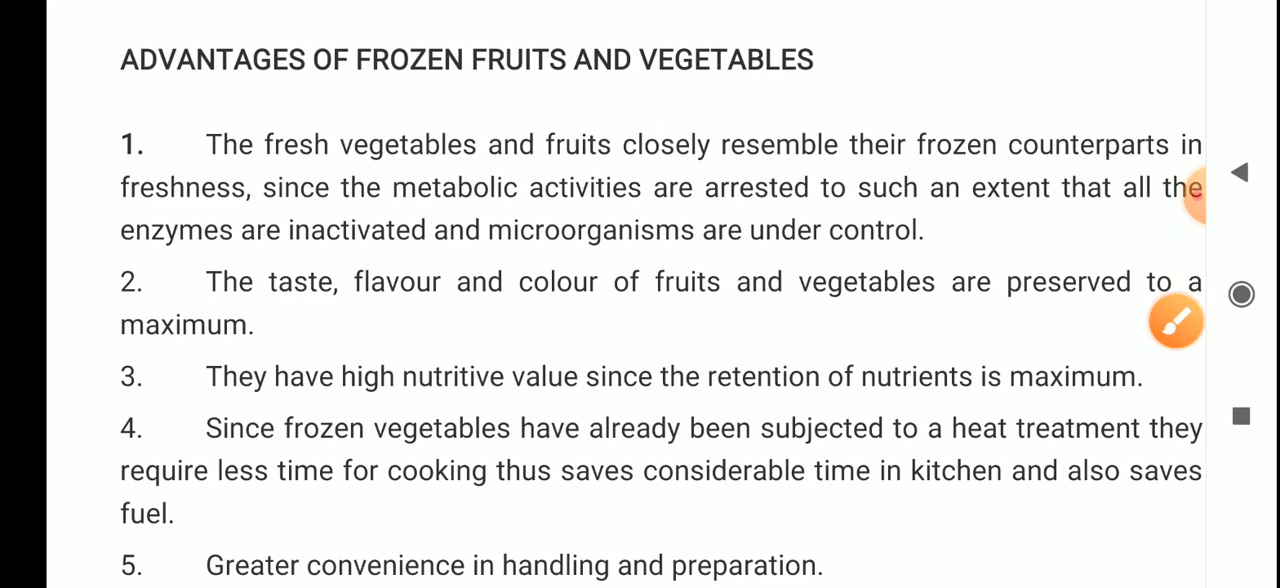 ADVANTAGES OF FROZEN FRUITS AND VEGETABLES
1. The fresh vegetables and fruits closely resemble their frozen counterparts in
freshness, since the metabolic activities are arrested to such an extent that all the
enzymes are inactivated and microorganisms are under control.
2. The taste, flavour and colour of fruits and vegetables are preserved to a
maximum.
3. They have high nutritive value since the retention of nutrients is maximum.
4. Since frozen vegetables have already been subjected to a heat treatment they
require less time for cooking thus saves considerable time in kitchen and also saves
fuel.
5. Greater convenience in handling and preparation.